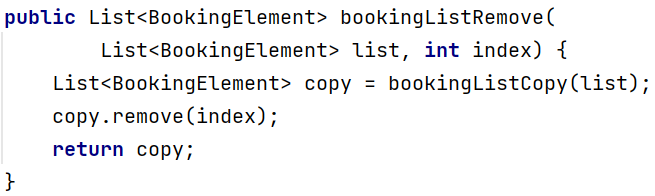 public List<BookingElement> bookingListRemove(
        List<BookingElement> list, int index) {
    List<BookingElement> copy = bookingListCopy(list);
    copy.remove(index);
    return copy;
}